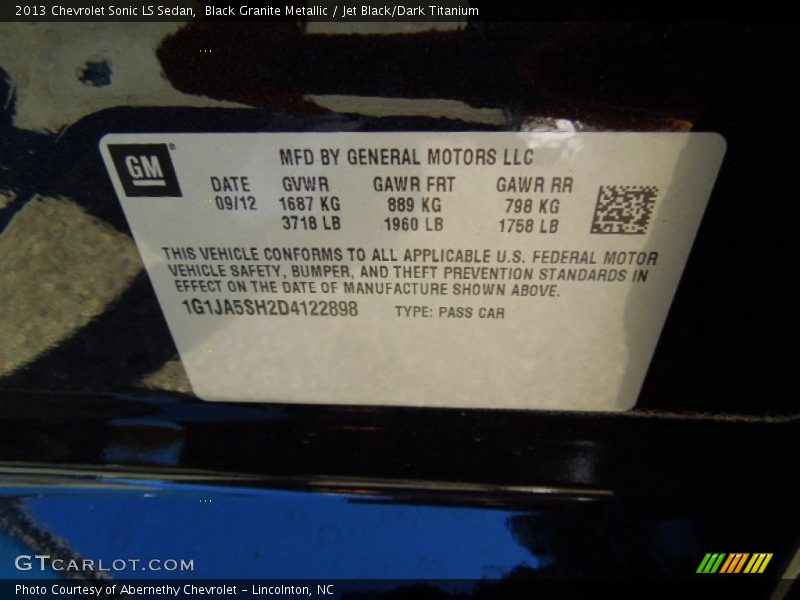 2013 Chevrolet Sonic LS Sedan, Black Granite Metallic / Jet Black/Dark Titanium
GM
MFD BY GENERAL MOTORS LLC
DATE GVWR GAWR FRT GAWR RR
09/12 1687 KG 889 KG 798 KG
3718 LB 1960 LB 1758 LB
THIS VEHICLE CONFORMS TO ALL APPLICABLE U.S. FEDERAL MOTOR
VEHICLE SAFETY, BUMPER, AND THEFT PREVENTION STANDARDS IN
EFFECT ON THE DATE OF MANUFACTURE SHOWN ABOVE.
1G1JA5SH2D4122898 TYPE: PASS CAR
GTCARLOT.COM
Photo Courtesy of Abernethy Chevrolet - Lincolnton, NC